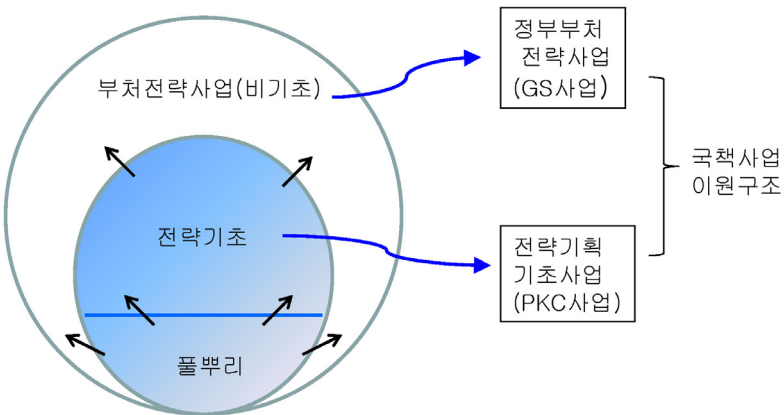 부처전략사업(비기초)
전략기초
풀뿌리
정부부처
전략사업
(GS사업)
전략기획
기초사업
(PKC사업)
국책사업
이원구조